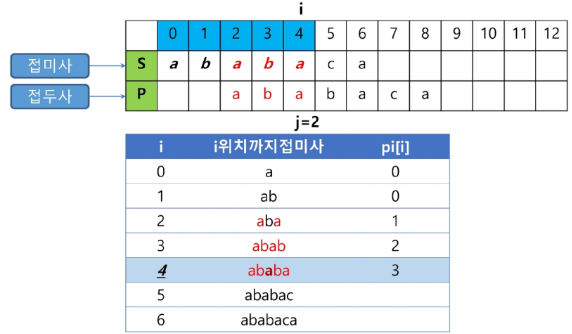 i
0 1 2 3 4 5 6 7 8 9 10 11 12
접미사 S a b a b a c a
접두사 P a b a b a c a
j=2
i i위치까지접미사 pi[i]
0 a 0
1 ab 0
2 aba 1
3 abab 2
4 ababa 3
5 ababac
6 ababaca